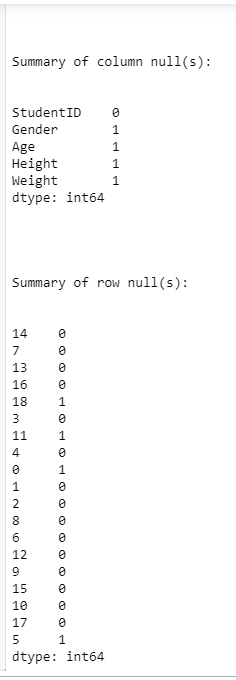 Summary of column null(s):
StudentID    0
Gender       1
Age          1
Height       1
Weight       1
dtype: int64
Summary of row null(s):
14    0
7     0
13    0
16    0
18    1
3     0
11    1
4     0
0     1
1     0
2     0
8     0
6     0
12    0
9     0
15    0
10    0
17    0
5     1
dtype: int64